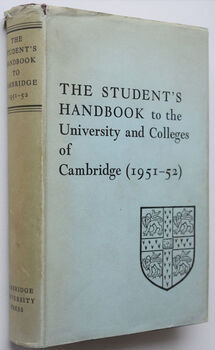 THE
STUDENT'S
HANDBOOK
TO
CAMBRIDGE
1951-52
CAMBRIDGE
UNIVERSITY
PRESS
THE STUDENT'S
HANDBOOK to the
University and Colleges
of
Cambridge (1951-52)